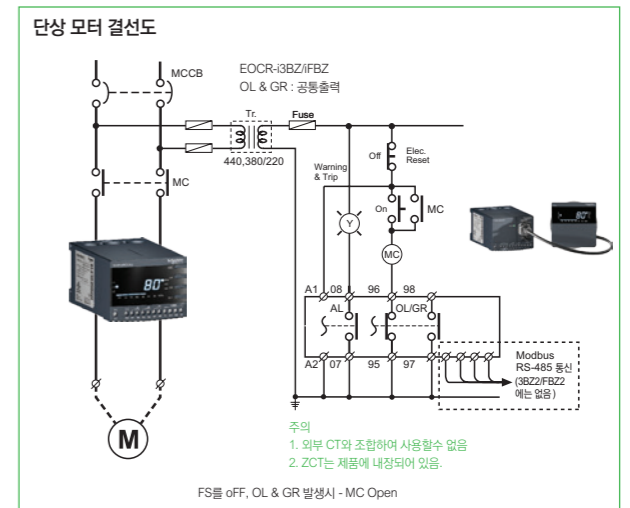 단상 모터 결선도
MCCB
EOCR-i3BZ/iFBZ
OL & GR : 공통출력
Tr.
Fuse
440,380/220
Off
Elec.
Reset
Warning
& Trip
MC
On
MC
Y
MC
80
80
A1
08
96
98
AL
OL/GR
A2
07
95
97
Modbus
RS-485 통신
(3BZ2/FBZ2
에는 없음)
M
주의
1. 외부 CT와 조합하여 사용할수 없음
2. ZCT는 제품에 내장되어 있음.
FS를 oFF, OL & GR 발생시 - MC Open